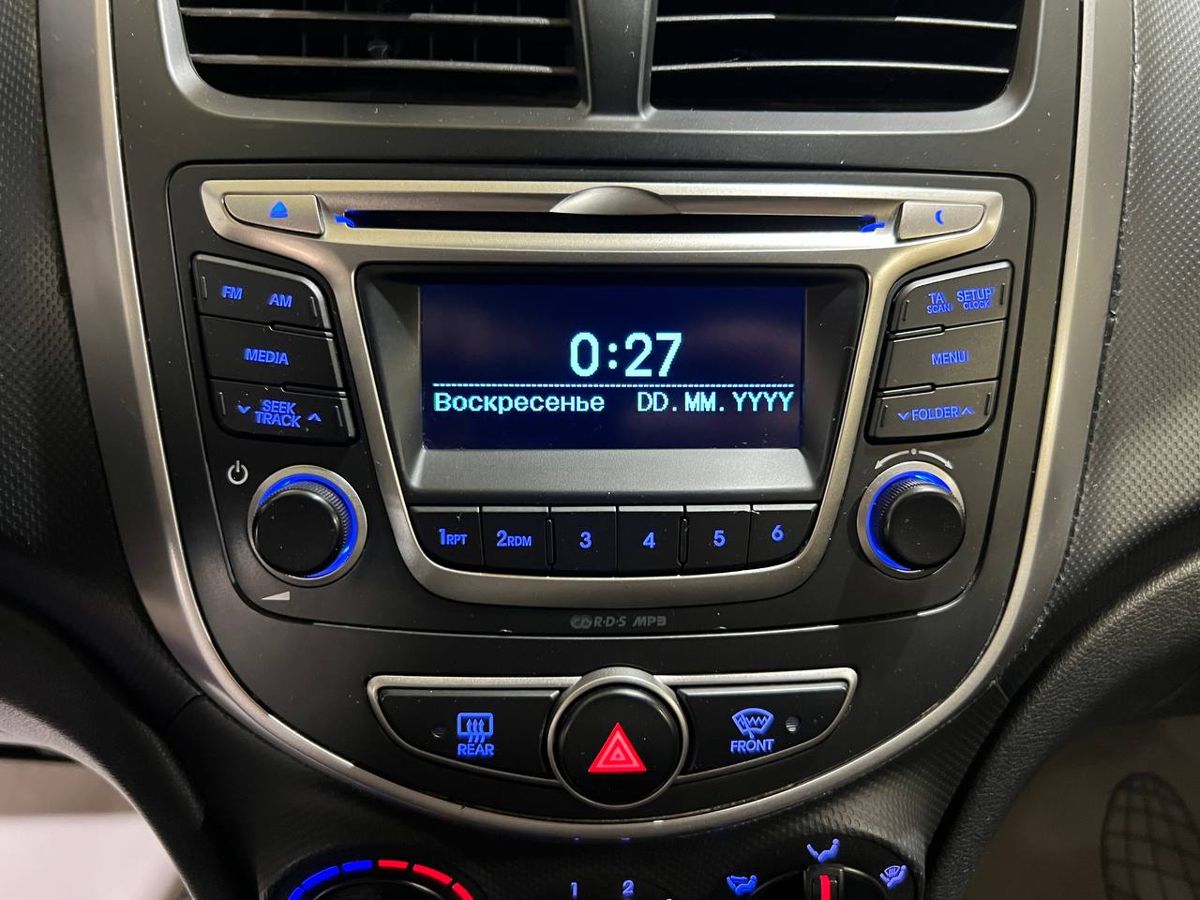 FM AM
TA SCAN
SETUP CLOCK
MEDIA
MENU
SEEK TRACK
FOLDER
0:27
Воскресенье DD.MM.YYYY
1RPT 2RDM 3 4 5 6
R·D·S MP3
REAR
FRONT
1 2